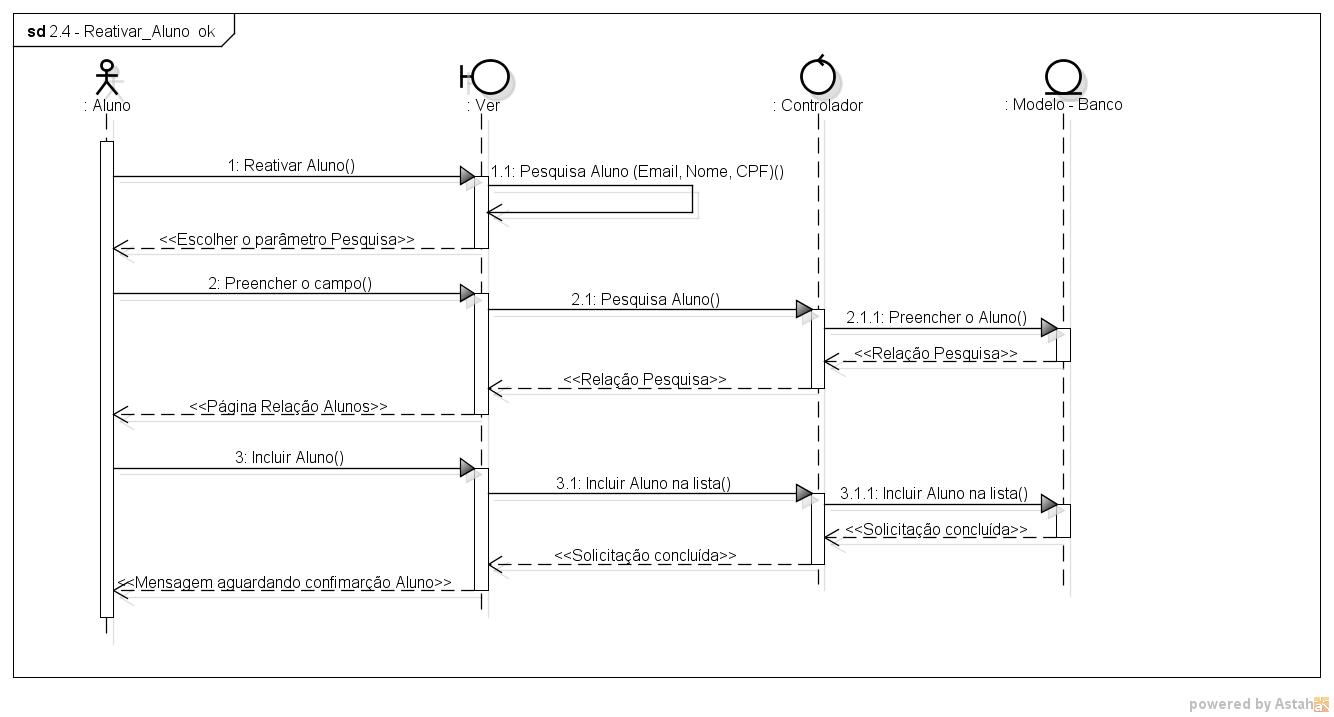 sd 2.4 - Reativar_Aluno ok
: Aluno
: Ver
: Controlador
: Modelo - Banco
1: Reativar Aluno()
1.1: Pesquisa Aluno (Email, Nome, CPF)()
<<Escolher o parâmetro Pesquisa>>
2: Preencher o campo()
2.1: Pesquisa Aluno()
2.1.1: Preencher o Aluno()
<<Relação Pesquisa>>
<<Relação Pesquisa>>
<<Página Relação Alunos>>
3: Incluir Aluno()
3.1: Incluir Aluno na lista()
3.1.1: Incluir Aluno na lista()
<<Solicitação concluída>>
<<Solicitação concluída>>
<<Mensagem aguardando confimarção Aluno>>
powered by Astah